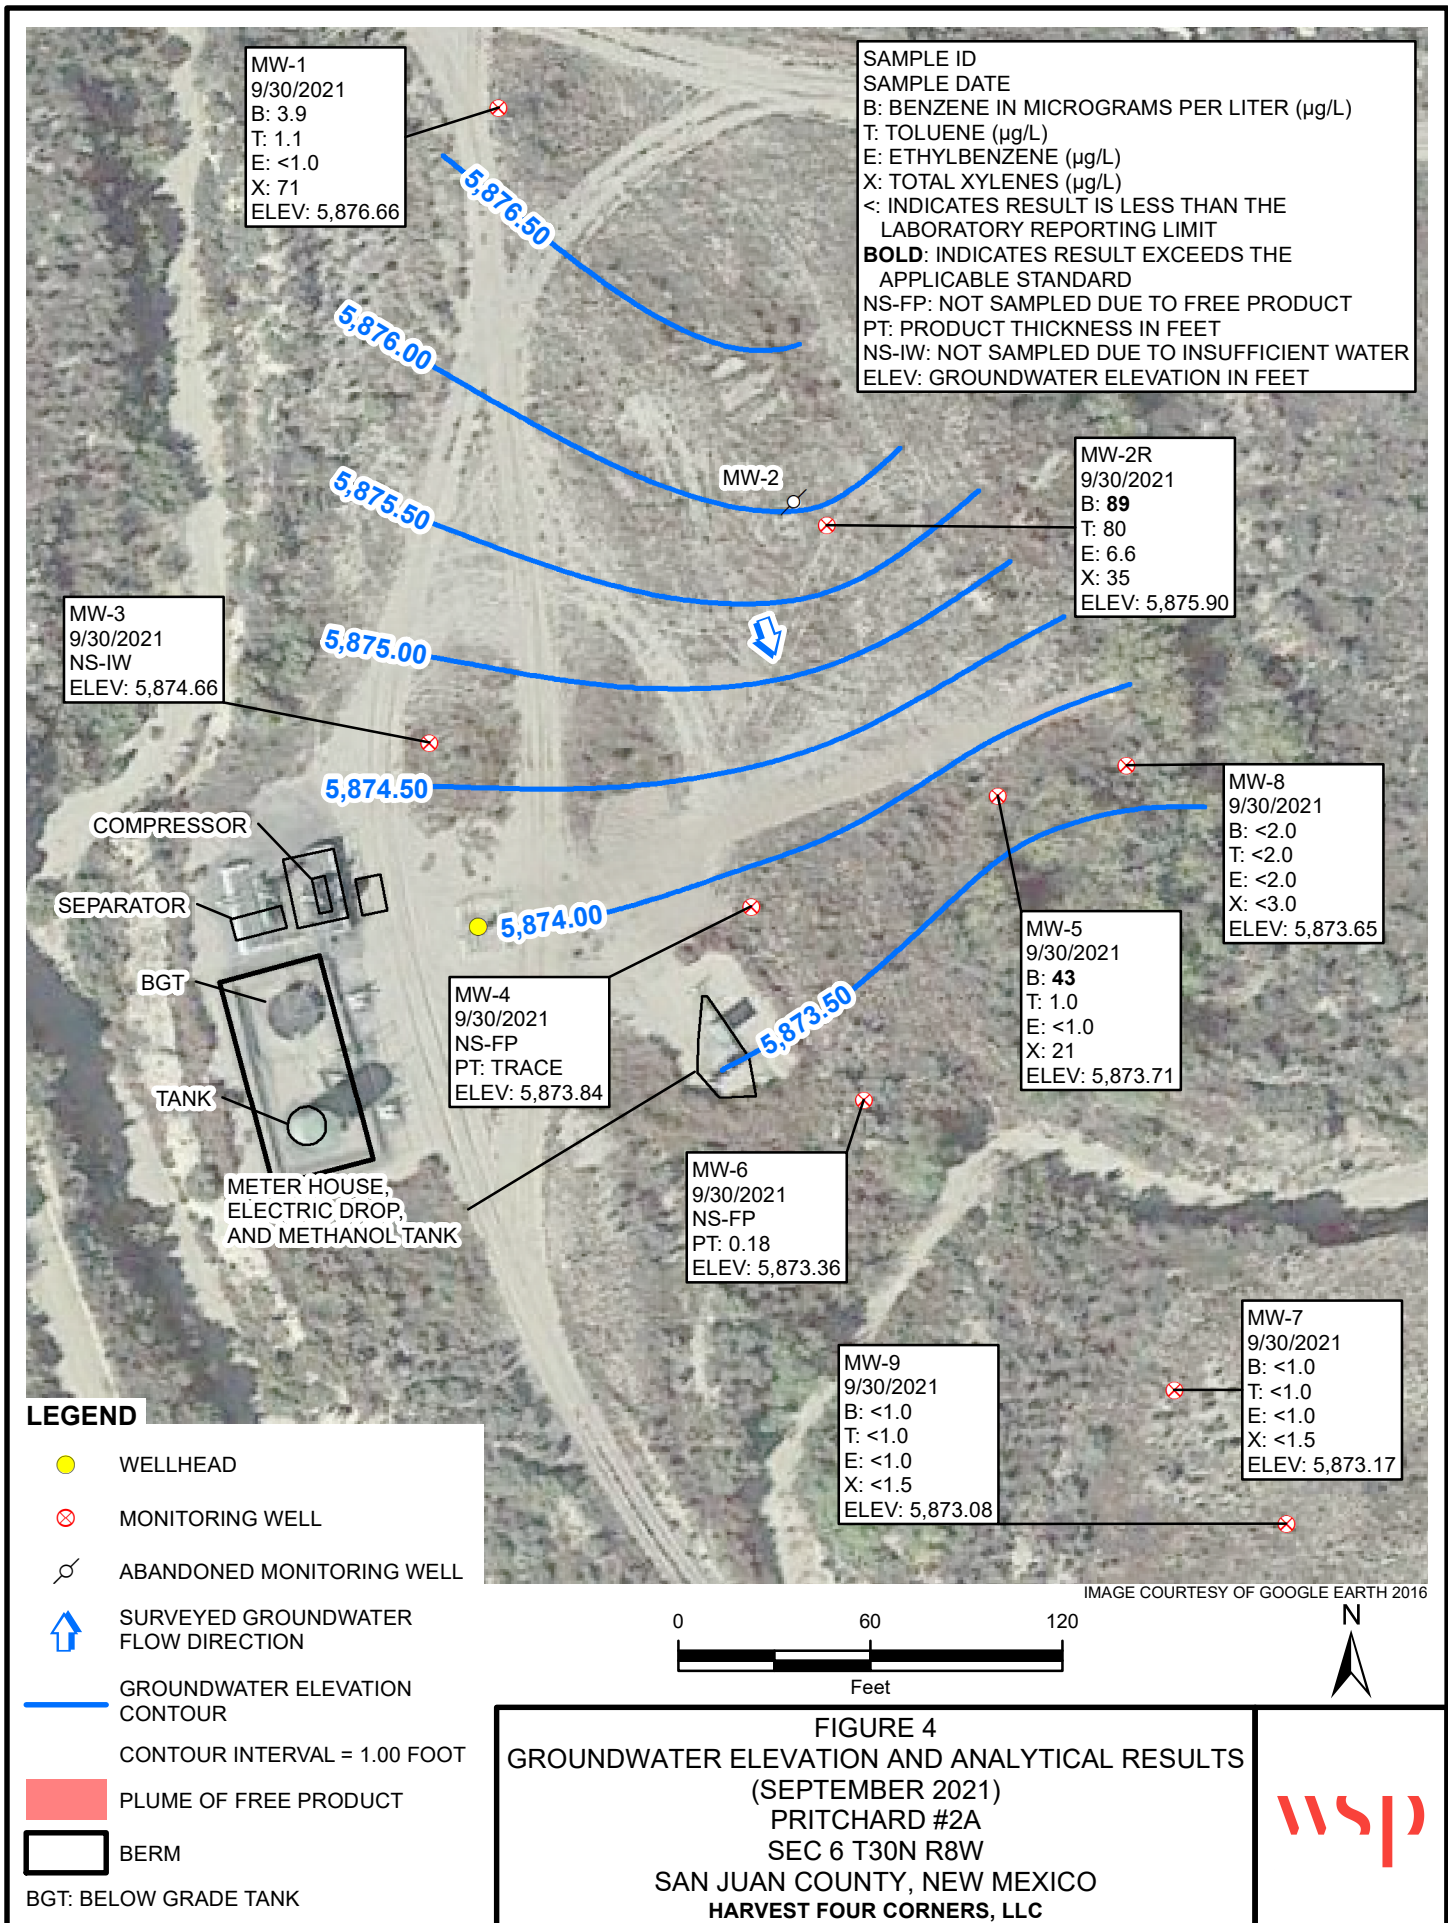 MW-1
9/30/2021
B: 3.9
T: 1.1
E: <1.0
X: 71
ELEV: 5,876.66
SAMPLE ID
SAMPLE DATE
B: BENZENE IN MICROGRAMS PER LITER (µg/L)
T: TOLUENE (µg/L)
E: ETHYLBENZENE (µg/L)
X: TOTAL XYLENES (µg/L)
<: INDICATES RESULT IS LESS THAN THE
LABORATORY REPORTING LIMIT
BOLD: INDICATES RESULT EXCEEDS THE
APPLICABLE STANDARD
NS-FP: NOT SAMPLED DUE TO FREE PRODUCT
PT: PRODUCT THICKNESS IN FEET
NS-IW: NOT SAMPLED DUE TO INSUFFICIENT WATER
ELEV: GROUNDWATER ELEVATION IN FEET
5,876.50
5,876.00
5,875.50
MW-2
MW-2R
9/30/2021
B: 89
T: 80
E: 6.6
X: 35
ELEV: 5,875.90
MW-3
9/30/2021
NS-IW
ELEV: 5,874.66
5,875.00
5,874.50
COMPRESSOR
SEPARATOR
5,874.00
MW-8
9/30/2021
B: <2.0
T: <2.0
E: <2.0
X: <3.0
ELEV: 5,873.65
MW-5
9/30/2021
B: 43
T: 1.0
E: <1.0
X: 21
ELEV: 5,873.71
BGT
MW-4
9/30/2021
NS-FP
PT: TRACE
ELEV: 5,873.84
5,873.50
TANK
METER HOUSE,
ELECTRIC DROP,
AND METHANOL TANK
MW-6
9/30/2021
NS-FP
PT: 0.18
ELEV: 5,873.36
MW-7
9/30/2021
B: <1.0
T: <1.0
E: <1.0
X: <1.5
ELEV: 5,873.17
MW-9
9/30/2021
B: <1.0
T: <1.0
E: <1.0
X: <1.5
ELEV: 5,873.08
LEGEND
WELLHEAD
MONITORING WELL
ABANDONED MONITORING WELL
SURVEYED GROUNDWATER
FLOW DIRECTION
GROUNDWATER ELEVATION
CONTOUR
CONTOUR INTERVAL = 1.00 FOOT
PLUME OF FREE PRODUCT
BERM
BGT: BELOW GRADE TANK
IMAGE COURTESY OF GOOGLE EARTH 2016
0 60 120
Feet
N
FIGURE 4
GROUNDWATER ELEVATION AND ANALYTICAL RESULTS
(SEPTEMBER 2021)
PRITCHARD #2A
SEC 6 T30N R8W
SAN JUAN COUNTY, NEW MEXICO
HARVEST FOUR CORNERS, LLC
wsp